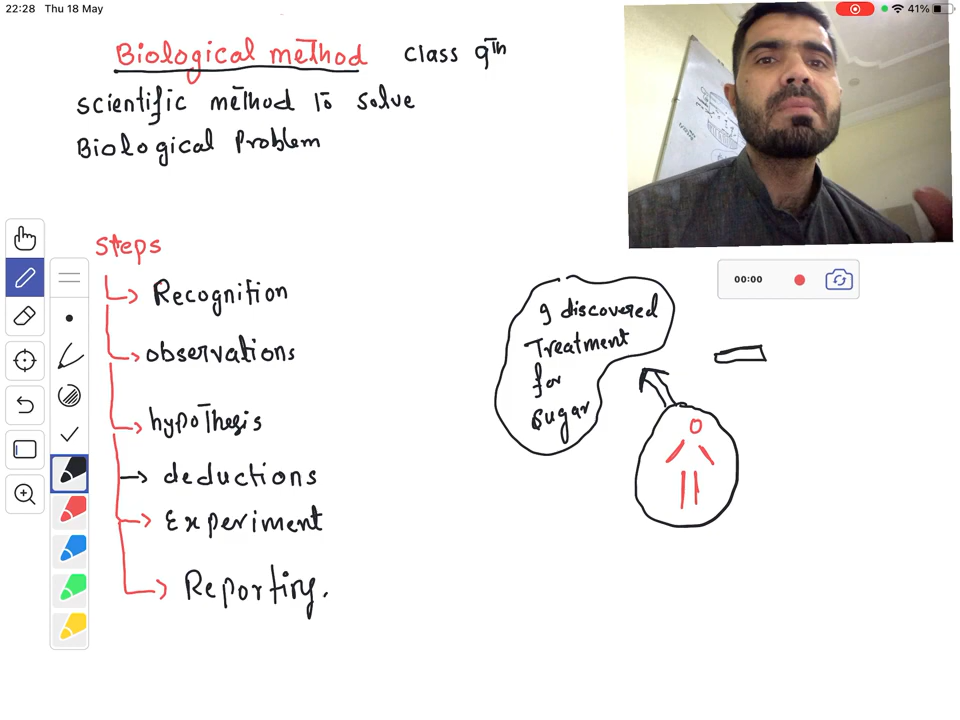 22:28 Thu 18 May
41%
Biological method class 9th
scientific method to solve
Biological Problem
Steps
Recognition
observations
hypothesis
deductions
Experiment
Reporting.
00:00
I discovered
Treatment
for
Sugar